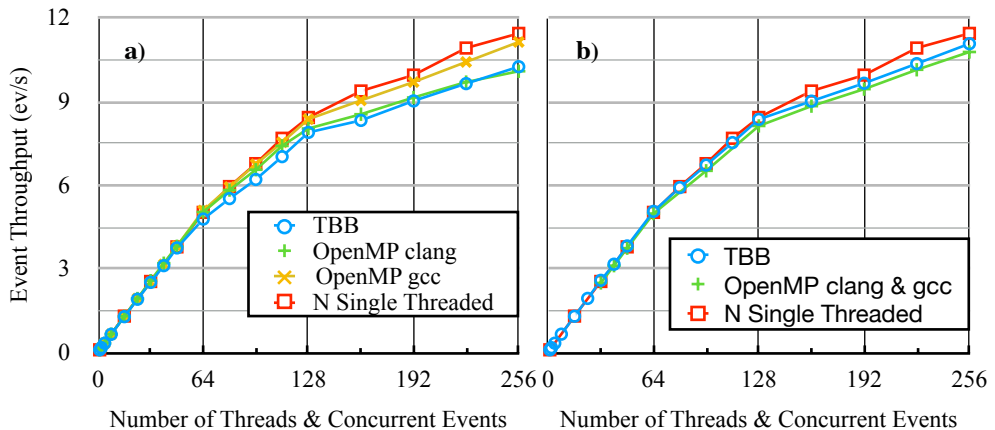 12
9
6
3
0
Event Throughput (ev/s)
a)
TBB
OpenMP clang
OpenMP gcc
N Single Threaded
0 64 128 192 256
Number of Threads & Concurrent Events
b)
TBB
OpenMP clang & gcc
N Single Threaded
0 64 128 192 256
Number of Threads & Concurrent Events